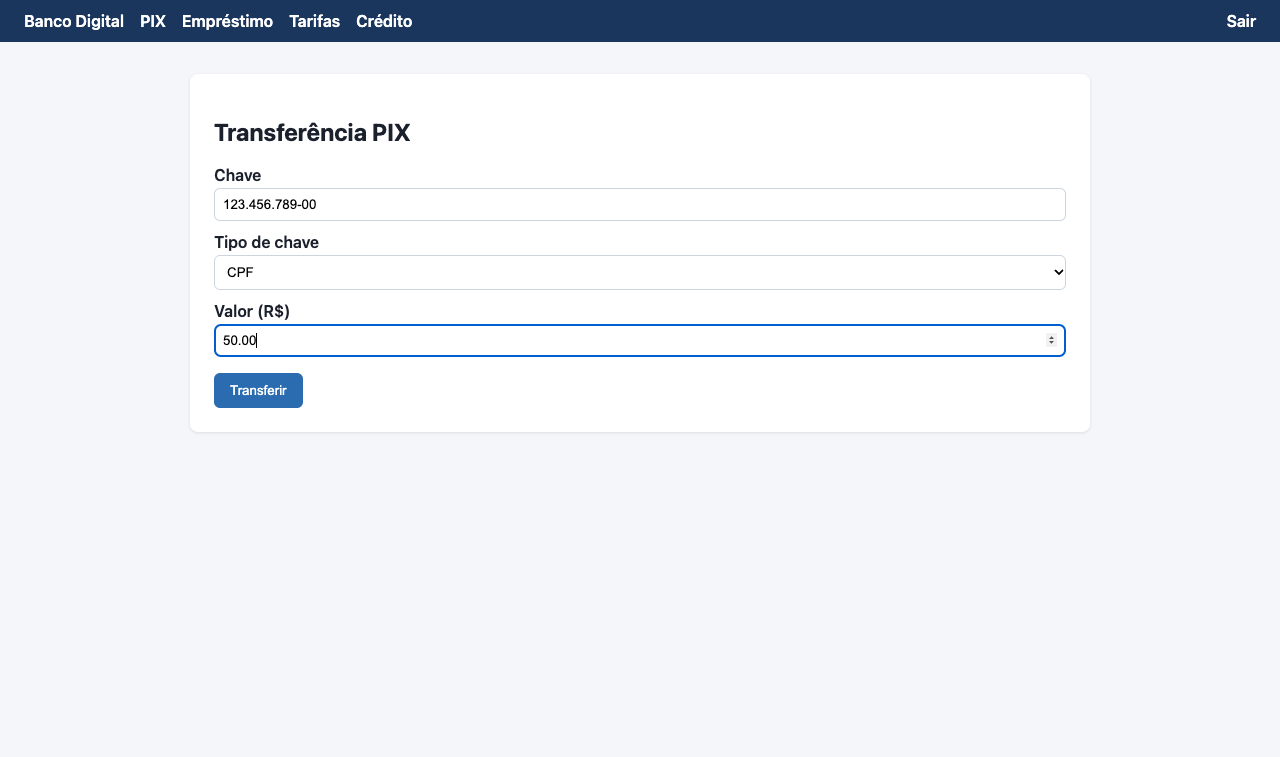 Banco Digital PIX Empréstimo Tarifas Crédito Sair
Transferência PIX
Chave
123.456.789-00
Tipo de chave
CPF
Valor (R$)
50.00
Transferir